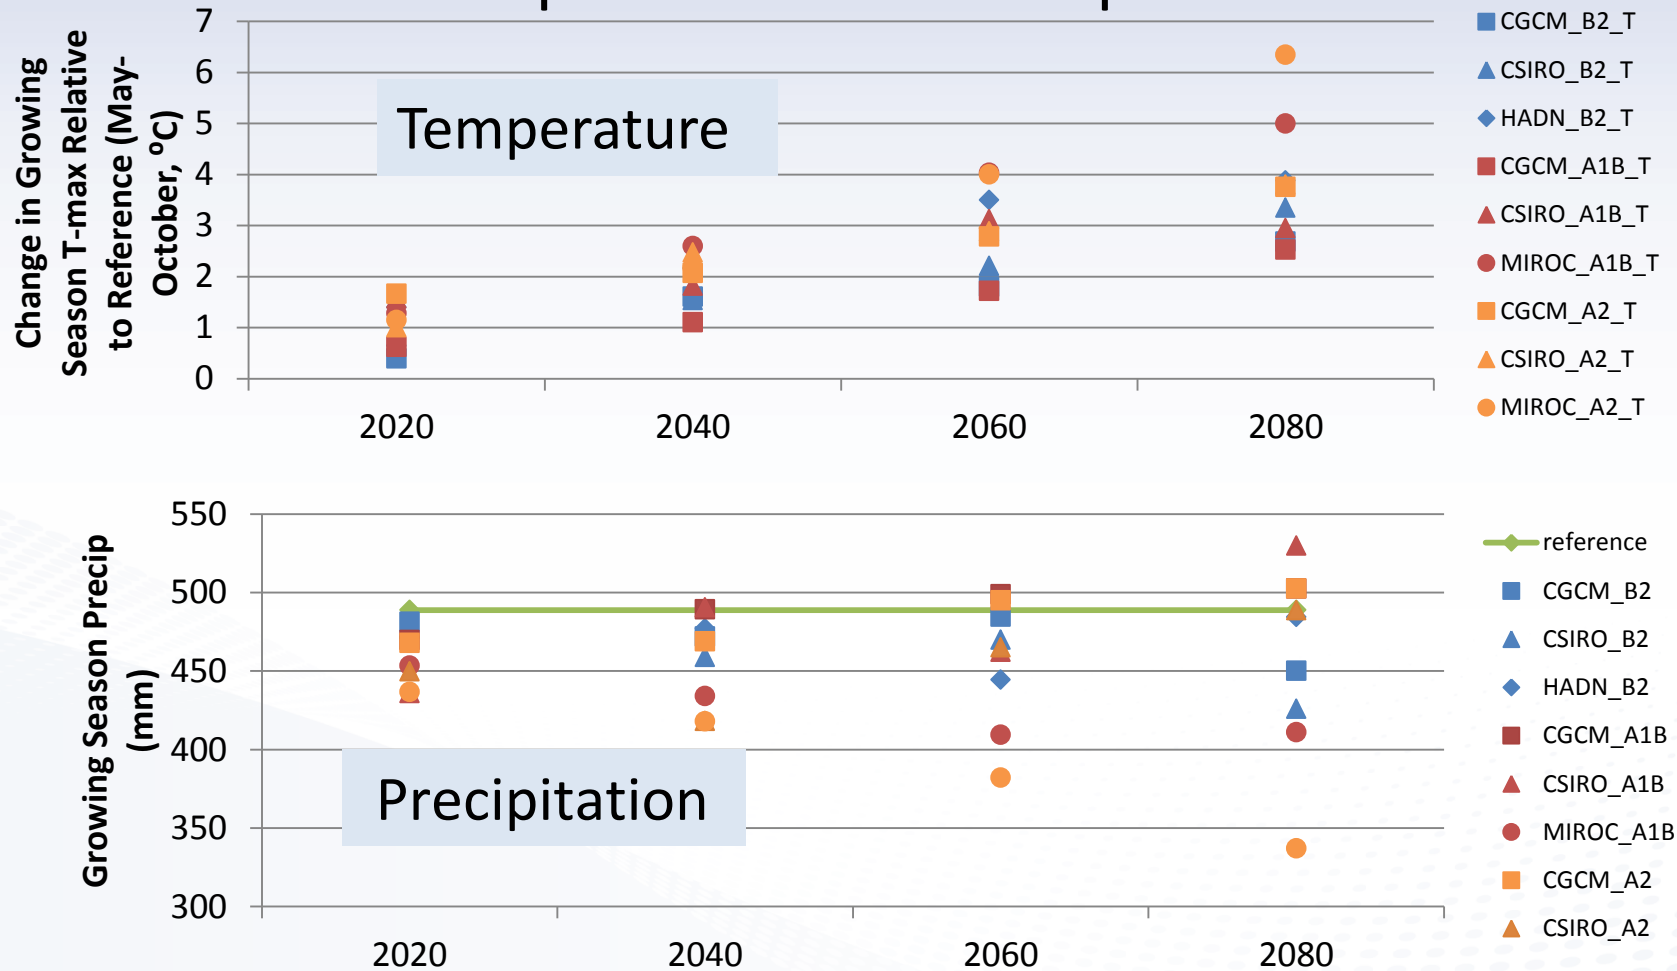 7
6
5
4
3
2
1
0
Change in Growing
Season T-max Relative
to Reference (May-
October, ºC)
Temperature
2020 2040 2060 2080
CGCM_B2_T
CSIRO_B2_T
HADN_B2_T
CGCM_A1B_T
CSIRO_A1B_T
MIROC_A1B_T
CGCM_A2_T
CSIRO_A2_T
MIROC_A2_T
550
500
450
400
350
300
Growing Season Precip
(mm)
Precipitation
2020 2040 2060 2080
reference
CGCM_B2
CSIRO_B2
HADN_B2
CGCM_A1B
CSIRO_A1B
MIROC_A1B
CGCM_A2
CSIRO_A2